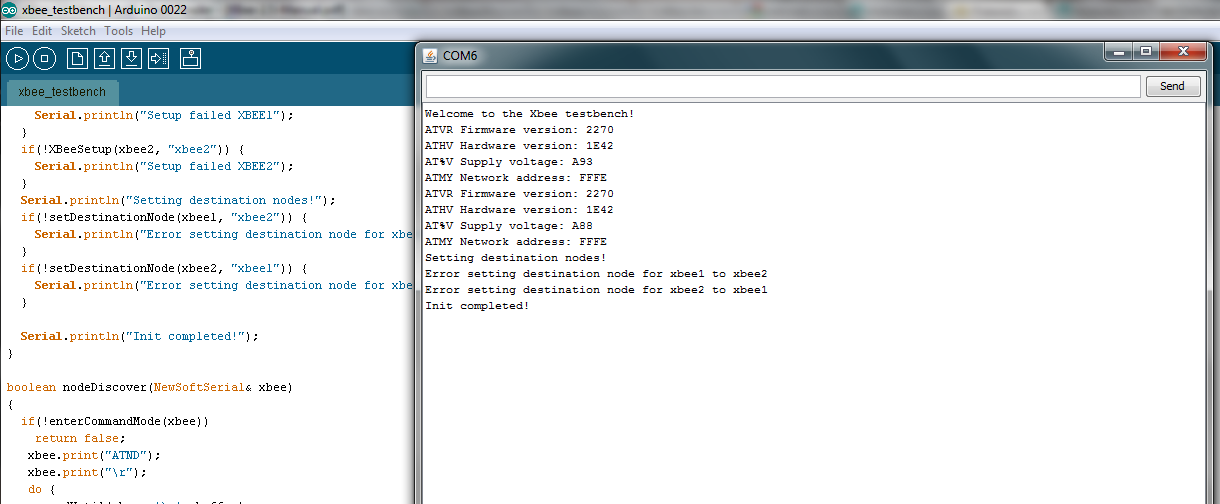 xbee_testbench | Arduino 0022
File Edit Sketch Tools Help
xbee_testbench
Serial.println("Setup failed XBEE1");
}
if(!XBeeSetup(xbee2, "xbee2")) {
Serial.println("Setup failed XBEE2");
}
Serial.println("Setting destination nodes!");
if(!setDestinationNode(xbee1, "xbee2")) {
Serial.println("Error setting destination node for xbe
}
if(!setDestinationNode(xbee2, "xbee1")) {
Serial.println("Error setting destination node for xbe
}
Serial.println("Init completed!");
}
boolean nodeDiscover(NewSoftSerial& xbee)
{
if(!enterCommandMode(xbee))
return false;
xbee.print("ATND");
xbee.print("\r");
do {
COM6
Send
Welcome to the Xbee testbench!
ATVR Firmware version: 2270
ATHV Hardware version: 1E42
AT%V Supply voltage: A93
ATMY Network address: FFFE
ATVR Firmware version: 2270
ATHV Hardware version: 1E42
AT%V Supply voltage: A88
ATMY Network address: FFFE
Setting destination nodes!
Error setting destination node for xbee1 to xbee2
Error setting destination node for xbee2 to xbee1
Init completed!